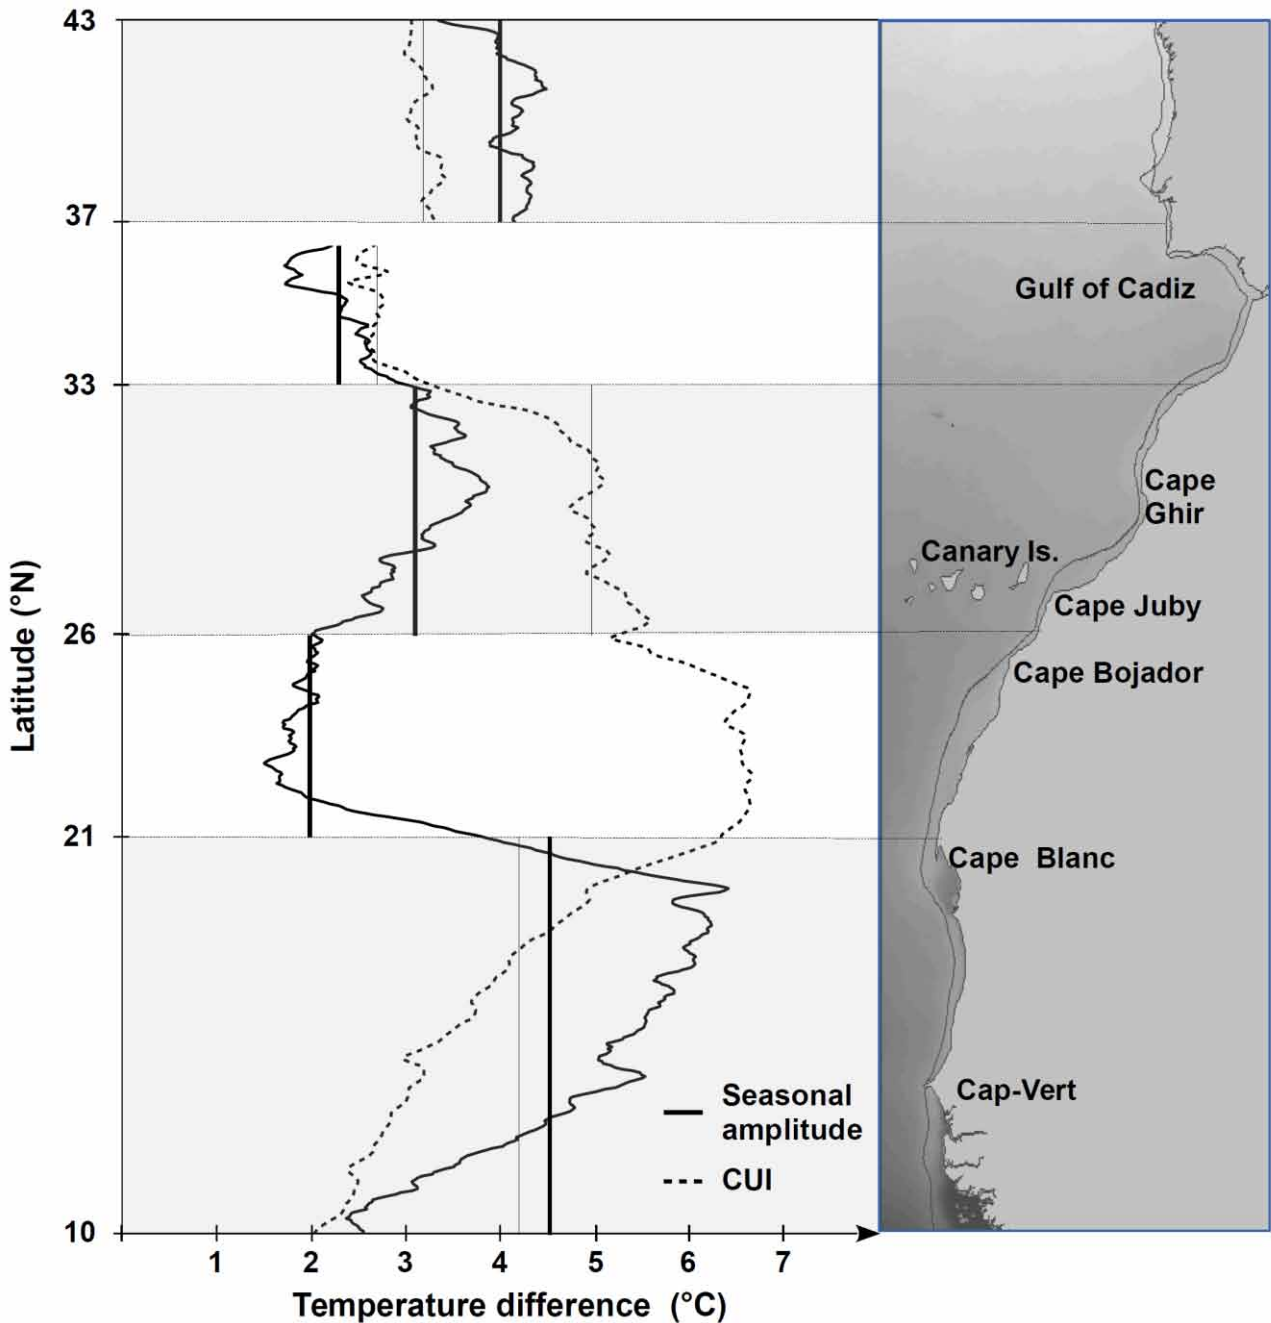 43
37
33
26
21
10
Latitude (°N)
1 2 3 4 5 6 7
Temperature difference (°C)
Seasonal
amplitude
CUI
Gulf of Cadiz
Cape
Ghir
Canary Is.
Cape Juby
Cape Bojador
Cape Blanc
Cap-Vert